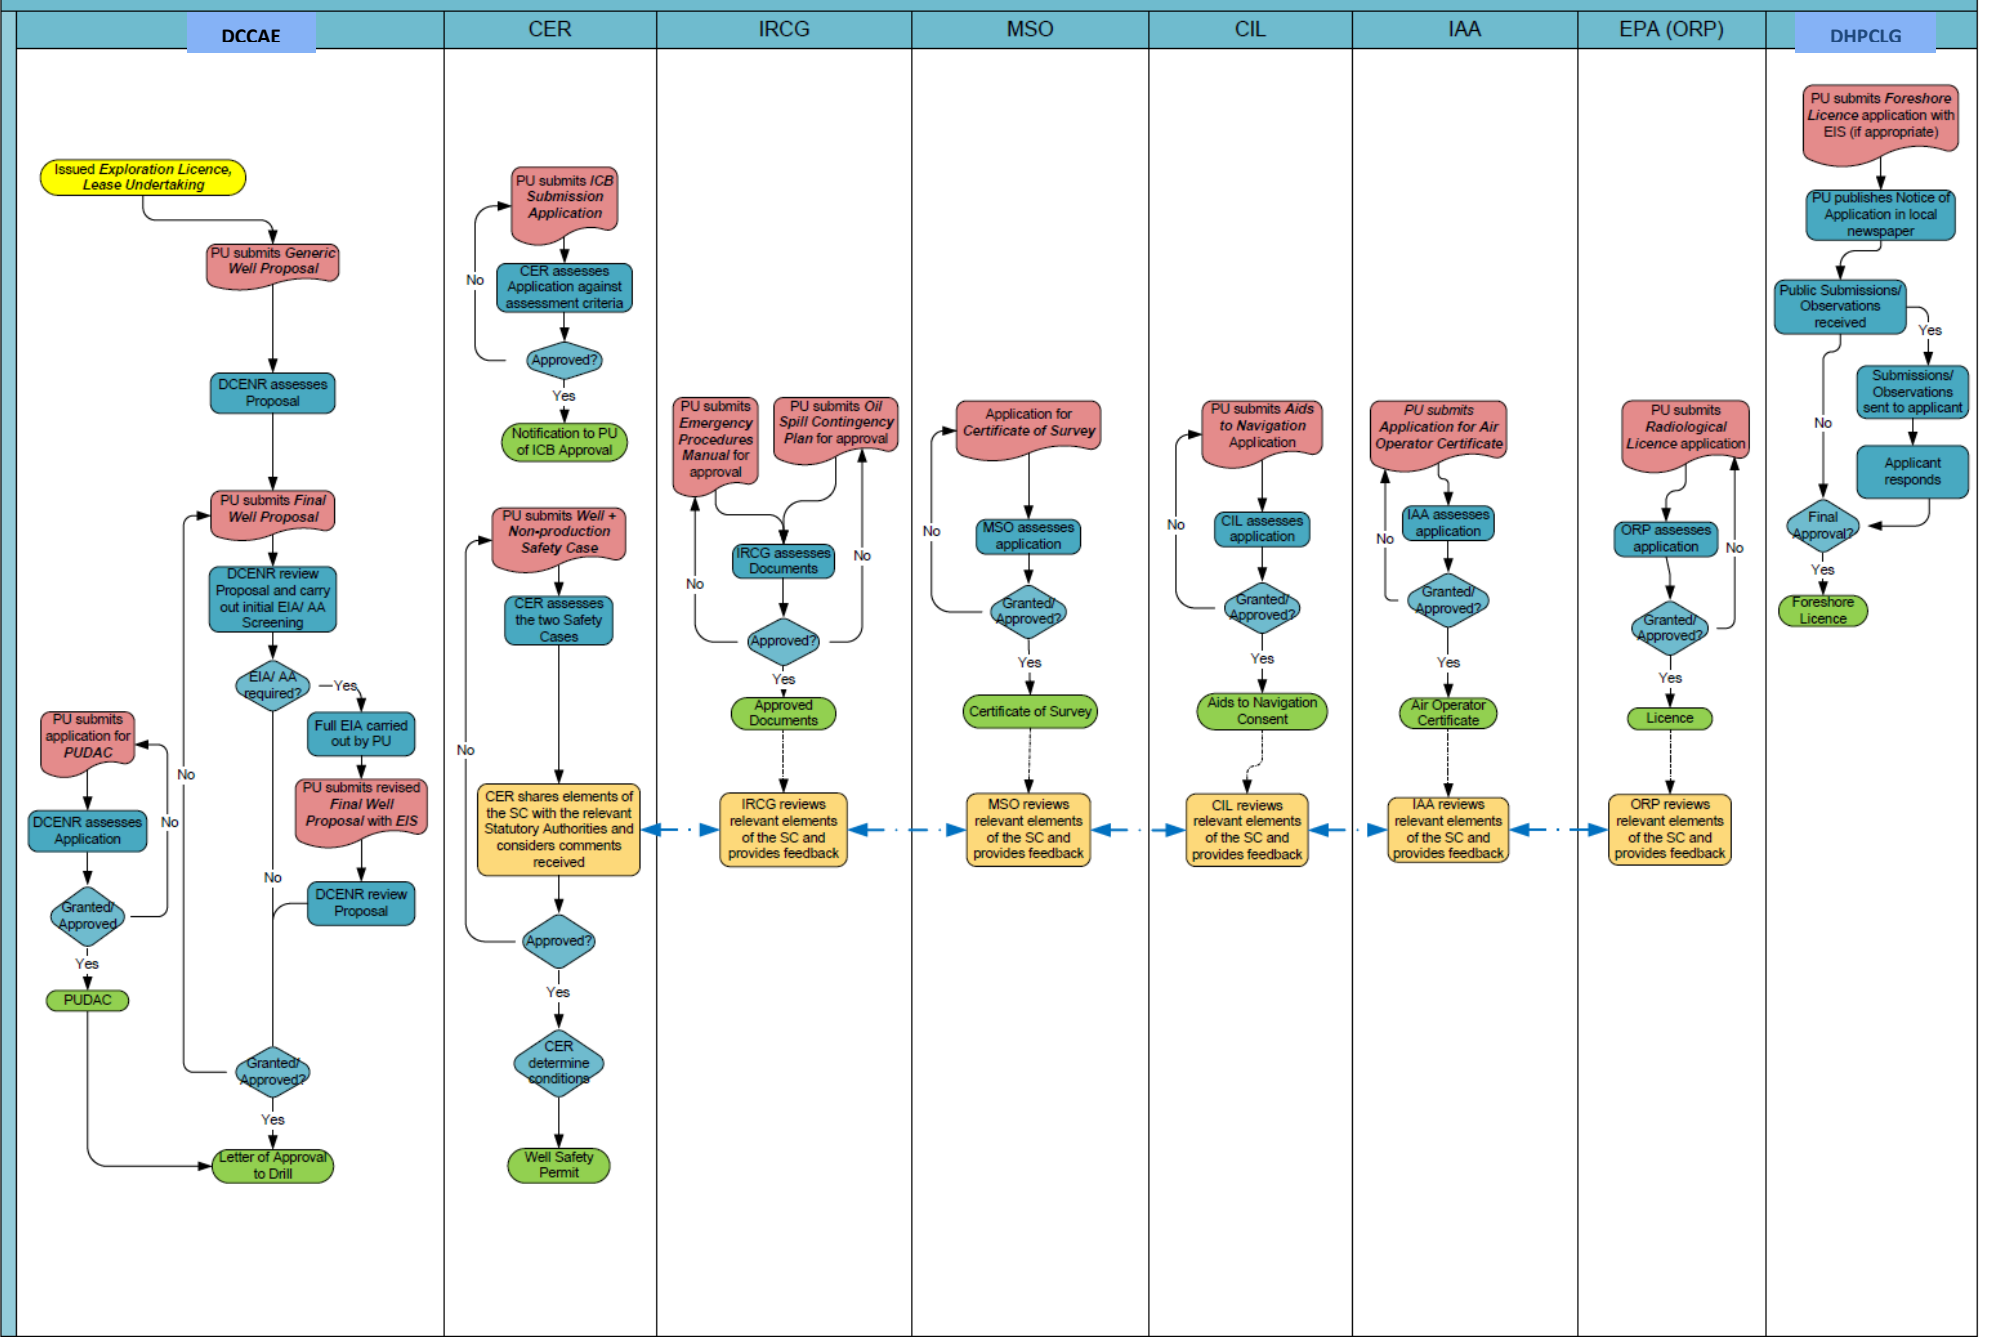 DCCAE
CER
IRCG
MSO
CIL
IAA
EPA (ORP)
DHPCLG
Issued Exploration Licence,
Lease Undertaking
PU submits Generic
Well Proposal
DCENR assesses
Proposal
PU submits Final
Well Proposal
DCENR review
Proposal and carry
out initial EIA/ AA
Screening
EIA/ AA
required?
Yes
Full EIA carried
out by PU
PU submits revised
Final Well
Proposal with EIS
DCENR review
Proposal
No
No
Granted/
Approved?
Yes
Letter of Approval
to Drill
PU submits
application for
PUDAC
DCENR assesses
Application
No
Granted/
Approved
Yes
PUDAC
PU submits ICB
Submission
Application
No
CER assesses
Application against
assessment criteria
Approved?
Yes
Notification to PU
of ICB Approval
PU submits Well +
Non-production
Safety Case
CER assesses
the two Safety
Cases
No
CER shares elements of
the SC with the relevant
Statutory Authorities and
considers comments
received
Approved?
Yes
CER
determine
conditions
Well Safety
Permit
PU submits
Emergency
Procedures
Manual for
approval
PU submits Oil
Spill Contingency
Plan for approval
IRCG assesses
Documents
No
No
Approved?
Yes
Approved
Documents
IRCG reviews
relevant elements
of the SC and
provides feedback
Application for
Certificate of Survey
No
MSO assesses
application
Granted/
Approved?
Yes
Certificate of Survey
MSO reviews
relevant elements
of the SC and
provides feedback
PU submits Aids
to Navigation
Application
No
CIL assesses
application
Granted/
Approved?
Yes
Aids to Navigation
Consent
CIL reviews
relevant elements
of the SC and
provides feedback
PU submits
Application for Air
Operator Certificate
No
IAA assesses
application
Granted/
Approved?
Yes
Air Operator
Certificate
IAA reviews
relevant elements
of the SC and
provides feedback
PU submits
Radiological
Licence application
ORP assesses
application
No
Granted/
Approved?
Yes
Licence
ORP reviews
relevant elements
of the SC and
provides feedback
PU submits Foreshore
Licence application with
EIS (if appropriate)
PU publishes Notice of
Application in local
newspaper
Public Submissions/
Observations
received
Yes
Submissions/
Observations
sent to applicant
No
Applicant
responds
Final
Approval?
Yes
Foreshore
Licence